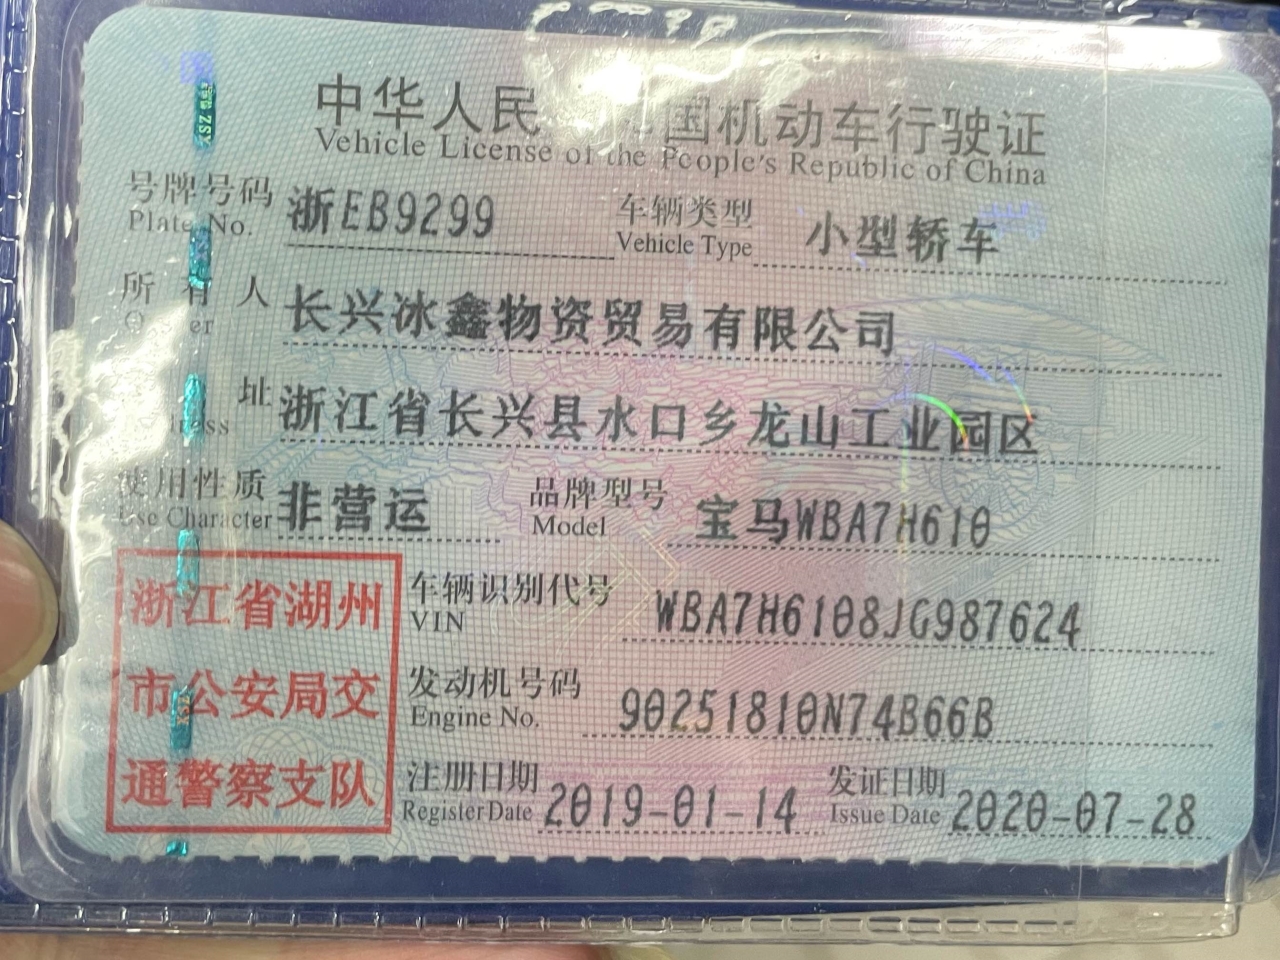 中华人民 国机动车行驶证
Vehicle License of the People's Republic of China
号牌号码 浙EB9299 车辆类型 小型轿车
Plate No. Vehicle Type
所有人 长兴冰鑫物资贸易有限公司
址 浙江省长兴县水口乡龙山工业园区
使用性质 非营运 品牌型号 宝马WBA7H610
Use Character Model
浙江省湖州
市公安局交
通警察支队
车辆识别代号 WBA7H6108JG987624
VIN
发动机号码 90251810N74B66B
Engine No.
注册日期 2019-01-14 发证日期 2020-07-28
Register Date Issue Date